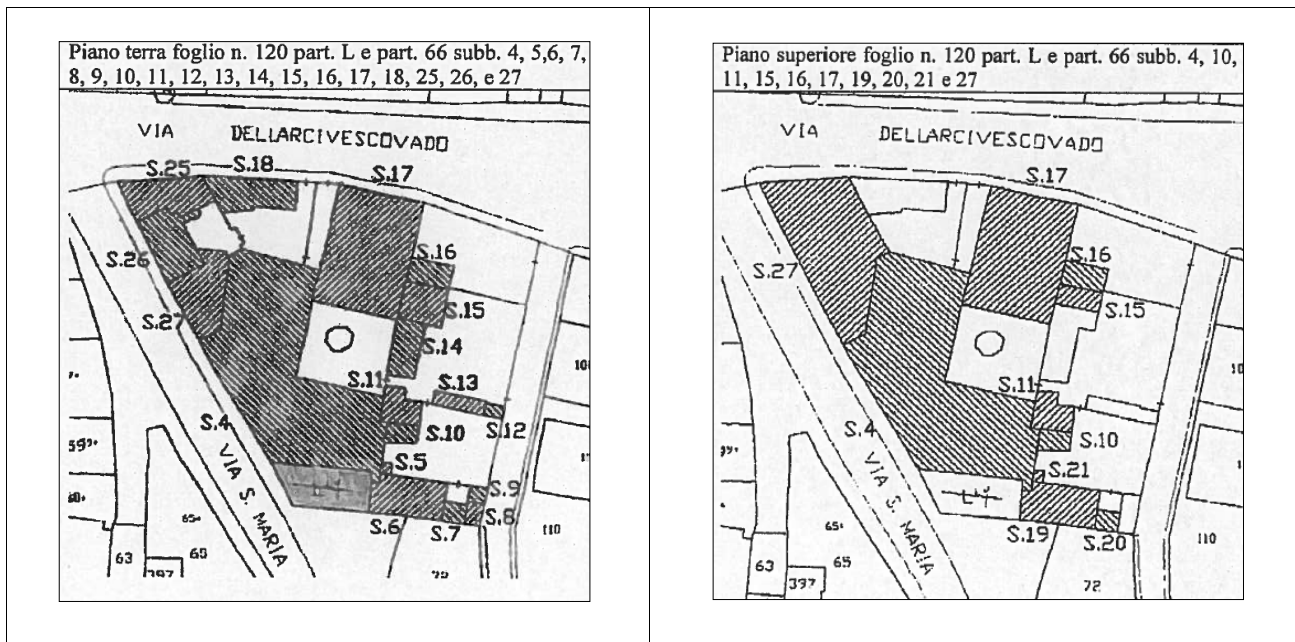 Piano terra foglio n. 120 part. L e part. 66 subb. 4, 5,6, 7,
8, 9, 10, 11, 12, 13, 14, 15, 16, 17, 18, 25, 26, e 27
VIA DELLARCIVESCOVADO
S.25
S.18
S.17
S.16
S.26
S.15
S.2
S.14
S.11
S.13
S.12
S.4
S.10
VIA S. MARIA
S.5
S.9
S.8
S.6
S.7
110
65
63
397
Piano superiore foglio n. 120 part. L e part. 66 subb. 4, 10,
11, 15, 16, 17, 19, 20, 21 e 27
VIA DELLARCIVESCOVADO
S.17
S.16
S.27
S.15
S.11
S.4
S.10
VIA S. MARIA
S.21
S.19
S.20
110
65
63
397
72